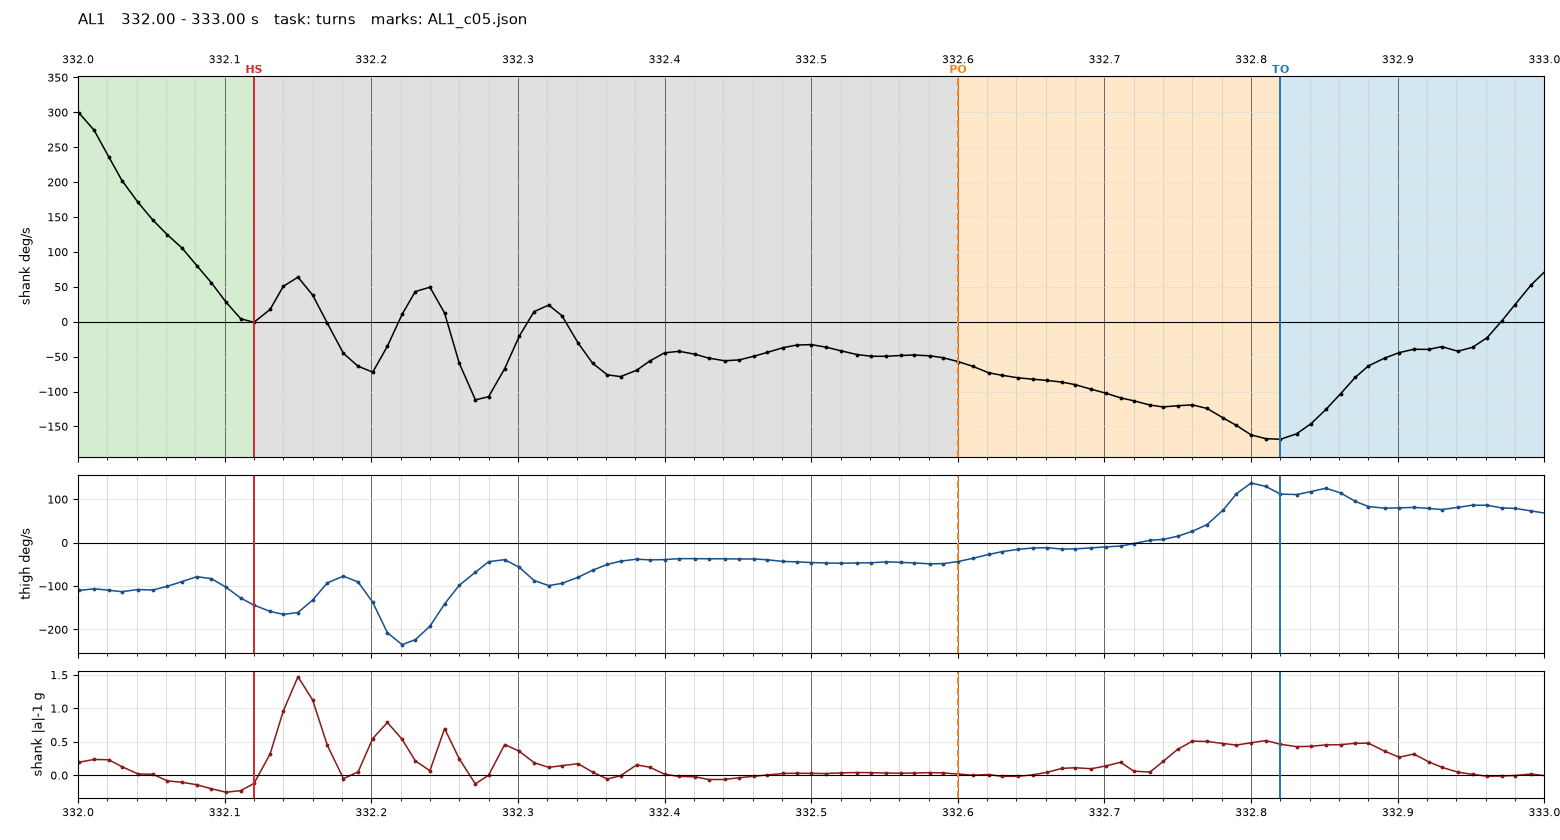 AL1   332.00 - 333.00 s   task: turns   marks: AL1_c05.json
332.0 332.1 332.2 332.3 332.4 332.5 332.6 332.7 332.8 332.9 333.0
HS PO TO
350
300
250
200
150
100
50
0
−50
−100
−150
shank deg/s
100
0
−100
−200
thigh deg/s
1.5
1.0
0.5
0.0
shank |a|-1 g
332.0 332.1 332.2 332.3 332.4 332.5 332.6 332.7 332.8 332.9 333.0